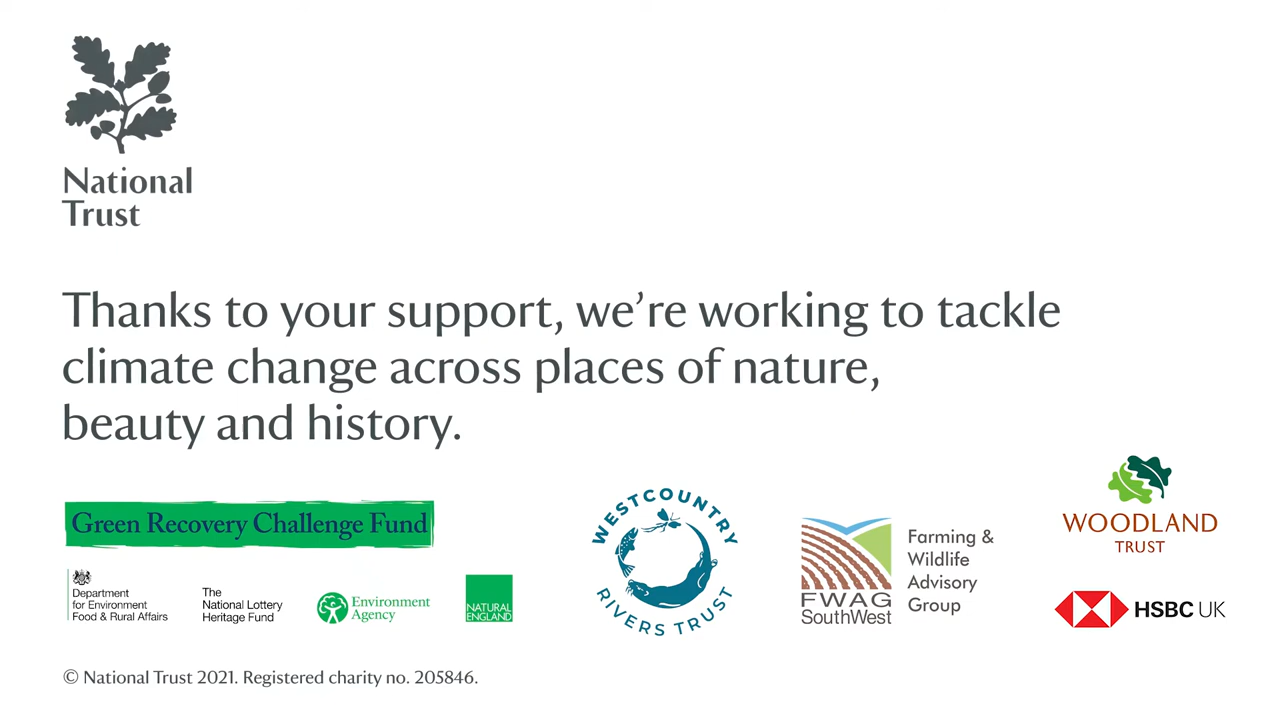 National
Trust
Thanks to your support, we’re working to tackle
climate change across places of nature,
beauty and history.
Green Recovery Challenge Fund
Department
for Environment
Food & Rural Affairs
The
National Lottery
Heritage Fund
Environment
Agency
NATURAL
ENGLAND
WESTCOUNTRY
RIVERS TRUST
FWAG
SouthWest
Farming &
Wildlife
Advisory
Group
WOODLAND
TRUST
HSBC UK
© National Trust 2021. Registered charity no. 205846.